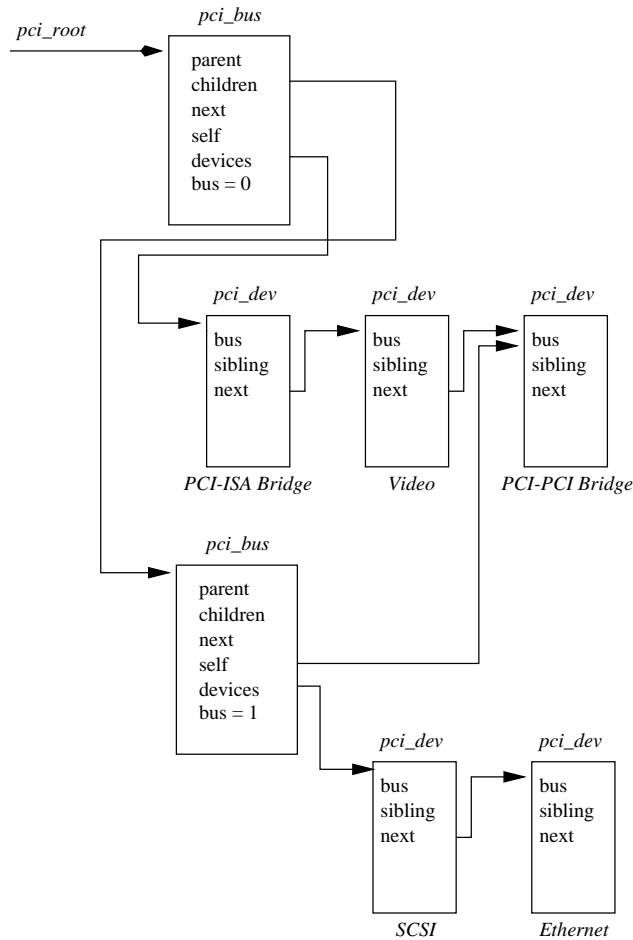 pci_bus
pci_root
parent
children
next
self
devices
bus = 0
pci_dev
pci_dev
pci_dev
bus
sibling
next
bus
sibling
next
bus
sibling
next
PCI-ISA Bridge
Video
PCI-PCI Bridge
pci_bus
parent
children
next
self
devices
bus = 1
pci_dev
pci_dev
bus
sibling
next
bus
sibling
next
SCSI
Ethernet